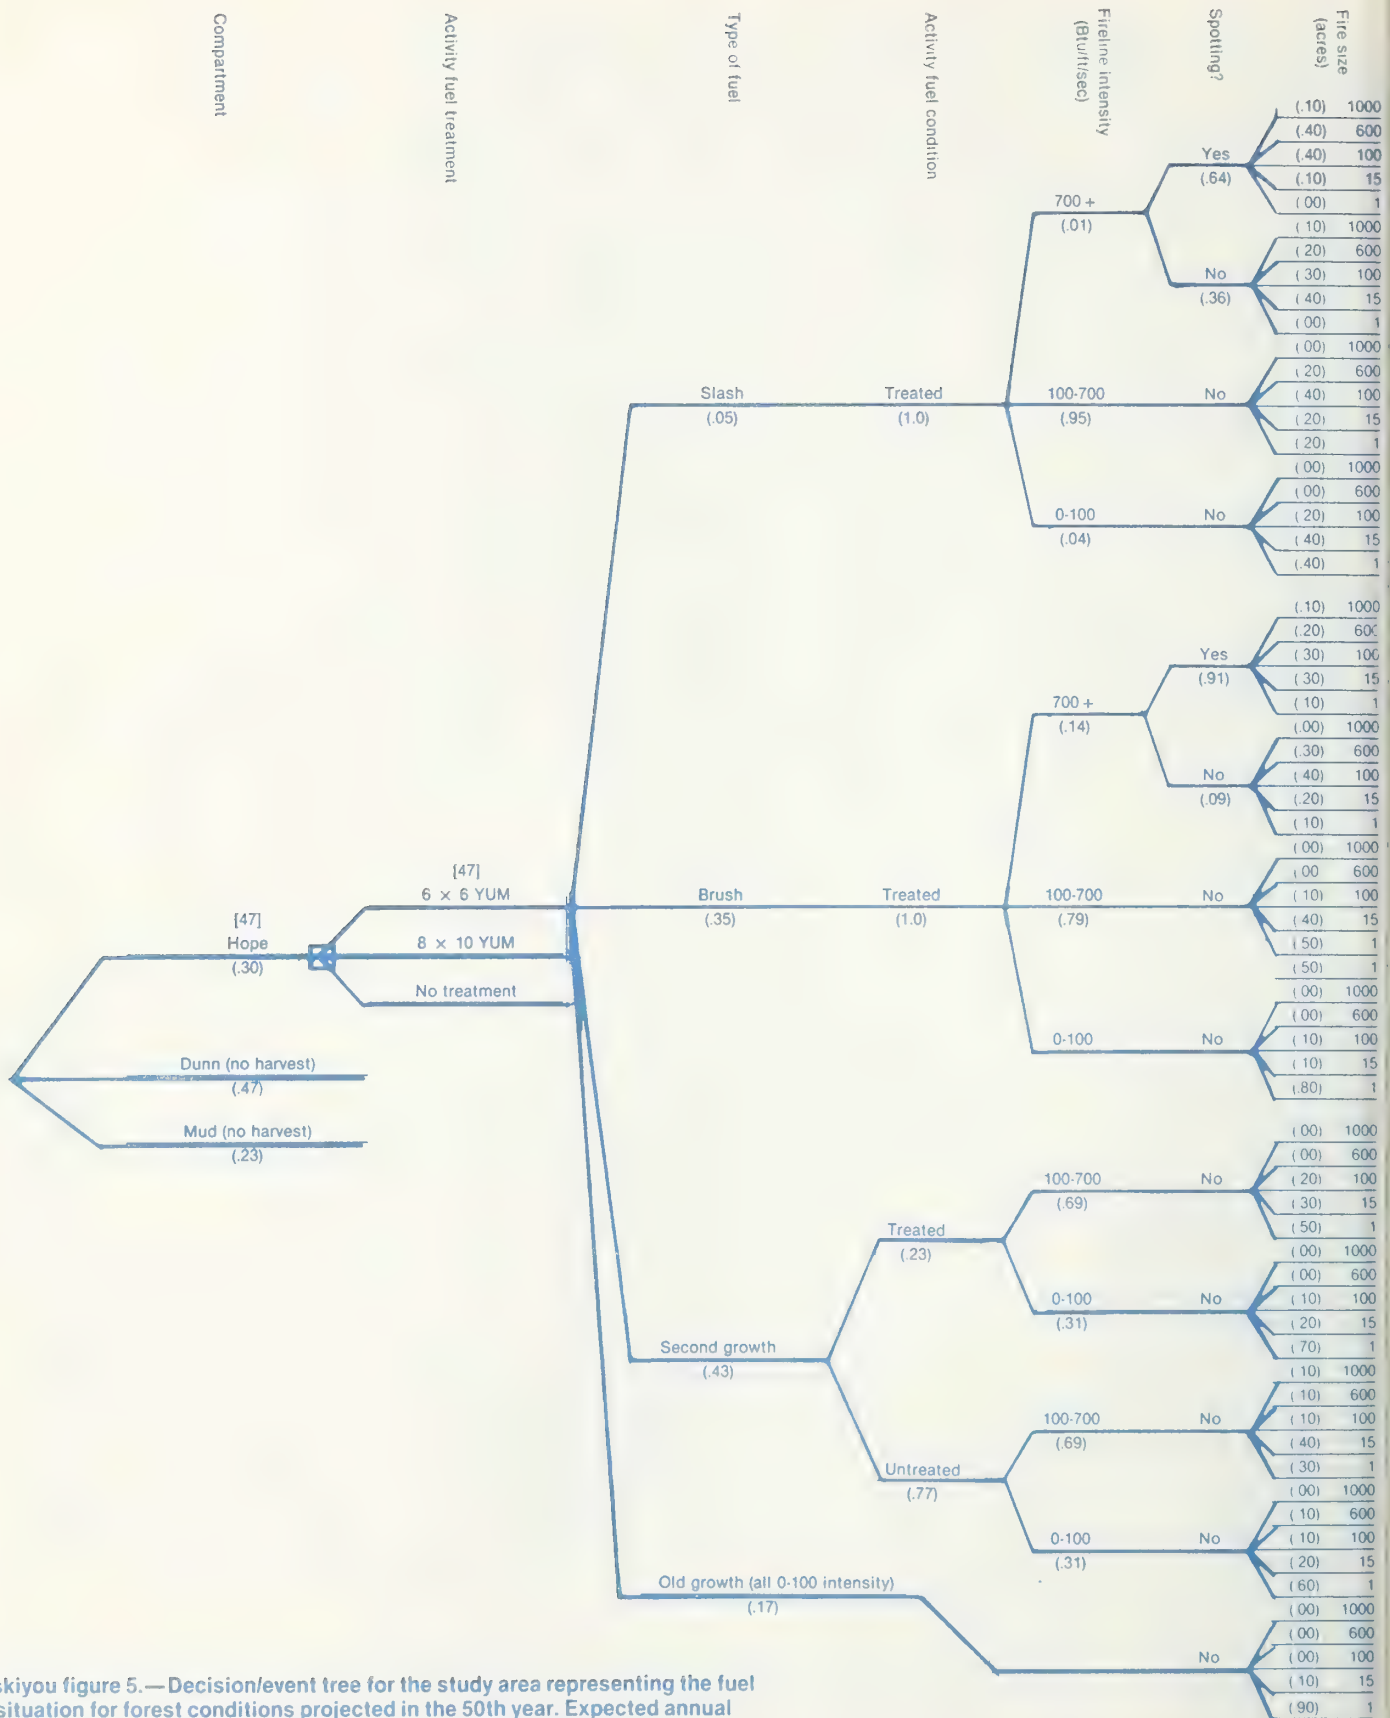 Compartment
Activity fuel treatment
Type of fuel
Activity fuel condition
Fireline intensity
(Btu/ft/sec)
Spotting?
Fire size
(acres)
(.10) 1000
(.40) 600
Yes (.40) 100
(.64) (.10) 15
700 + (00) 1
(.01) ( 10) 1000
( 20) 600
No ( 30) 100
(.36) ( 40) 15
(00) 1
( 00) 1000
( 20) 600
Slash Treated 100-700 No ( 40) 100
(.05) (1.0) (.95) ( 20) 15
( 20) 1
( 00) 1000
(00) 600
0-100 No ( 20) 100
(.04) ( 40) 15
(.40) 1
(.10) 1000
(.20) 600
Yes ( 30) 100
(.91) ( 30) 15
700 + ( 10) 1
(.14) (.00) 1000
(.30) 600
No ( 40) 100
(.09) (.20) 15
( 10) 1
( 00) 1000
[47] ( 00 600
6 × 6 YUM Brush Treated 100-700 No ( 10) 100
(.35) (1.0) (.79) ( 40) 15
[47]
Hope 8 × 10 YUM ( 50) 1
(.30) ( 50) 1
No treatment ( 00) 1000
( 00) 600
0-100 No ( 10) 100
( 10) 15
Dunn (no harvest) (.80) 1
(.47)
Mud (no harvest) ( 00) 1000
(.23) ( 00) 600
100-700 No ( 20) 100
(.69) ( 30) 15
Treated ( 50) 1
(.23) ( 00) 1000
( 00) 600
0-100 No ( 10) 100
(.31) ( 20) 15
Second growth ( 70) 1
(.43) ( 10) 1000
( 10) 600
100-700 No ( 10) 100
(.69) ( 40) 15
Untreated ( 30) 1
(.77) ( 00) 1000
( 10) 600
0-100 No ( 10) 100
(.31) ( 20) 15
Old growth (all 0-100 intensity) ( 60) 1
(.17) ( 00) 1000
( 00) 600
No ( 00) 100
( 10) 15
( 90) 1
skiyou figure 5.—Decision/event tree for the study area representing the fuel
situation for forest conditions projected in the 50th year. Expected annual